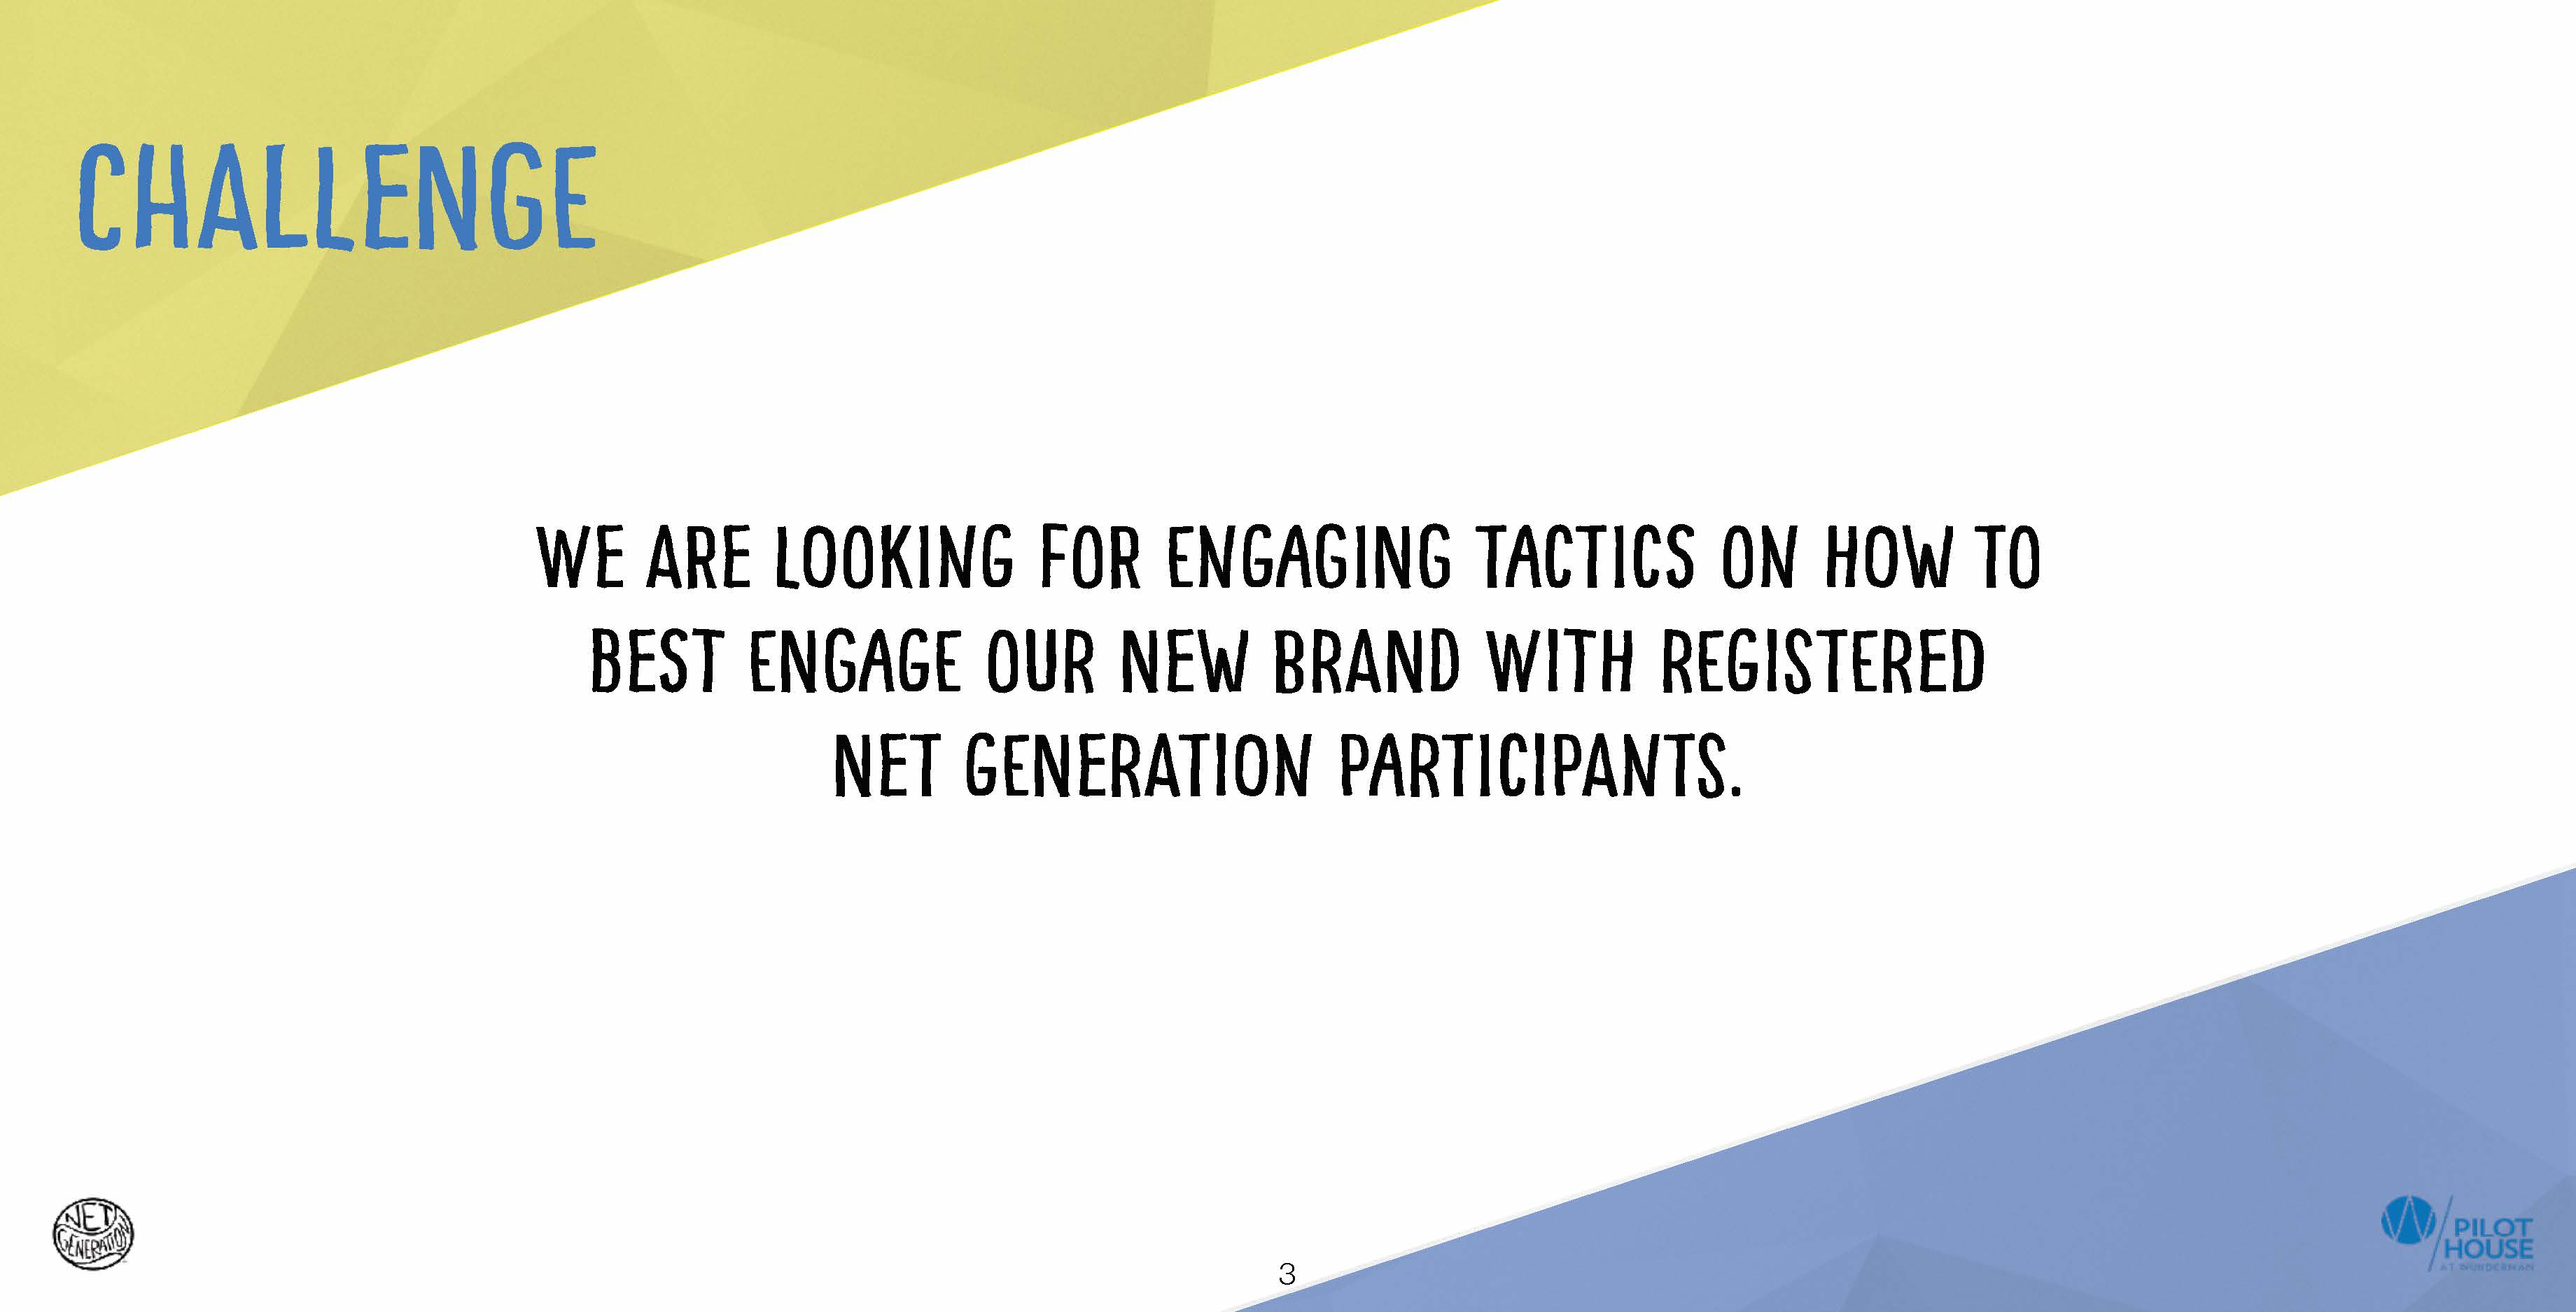 CHALLENGE
WE ARE LOOKING FOR ENGAGING TACTICS ON HOW TO
BEST ENGAGE OUR NEW BRAND WITH REGISTERED
NET GENERATION PARTICIPANTS.
NET
GENERATION
3
PILOT
HOUSE
AT WUNDERMAN